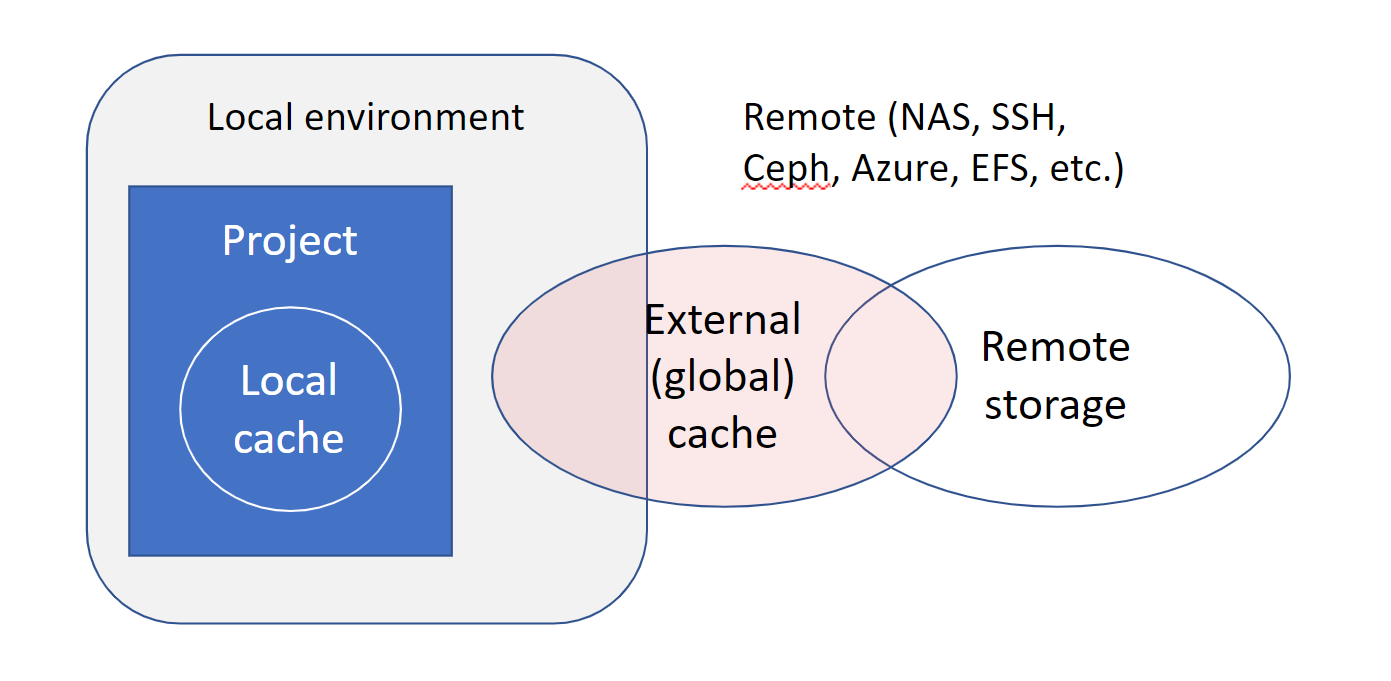 Local environment
Remote (NAS, SSH,
Ceph, Azure, EFS, etc.)
Project
Local
cache
External
(global)
cache
Remote
storage